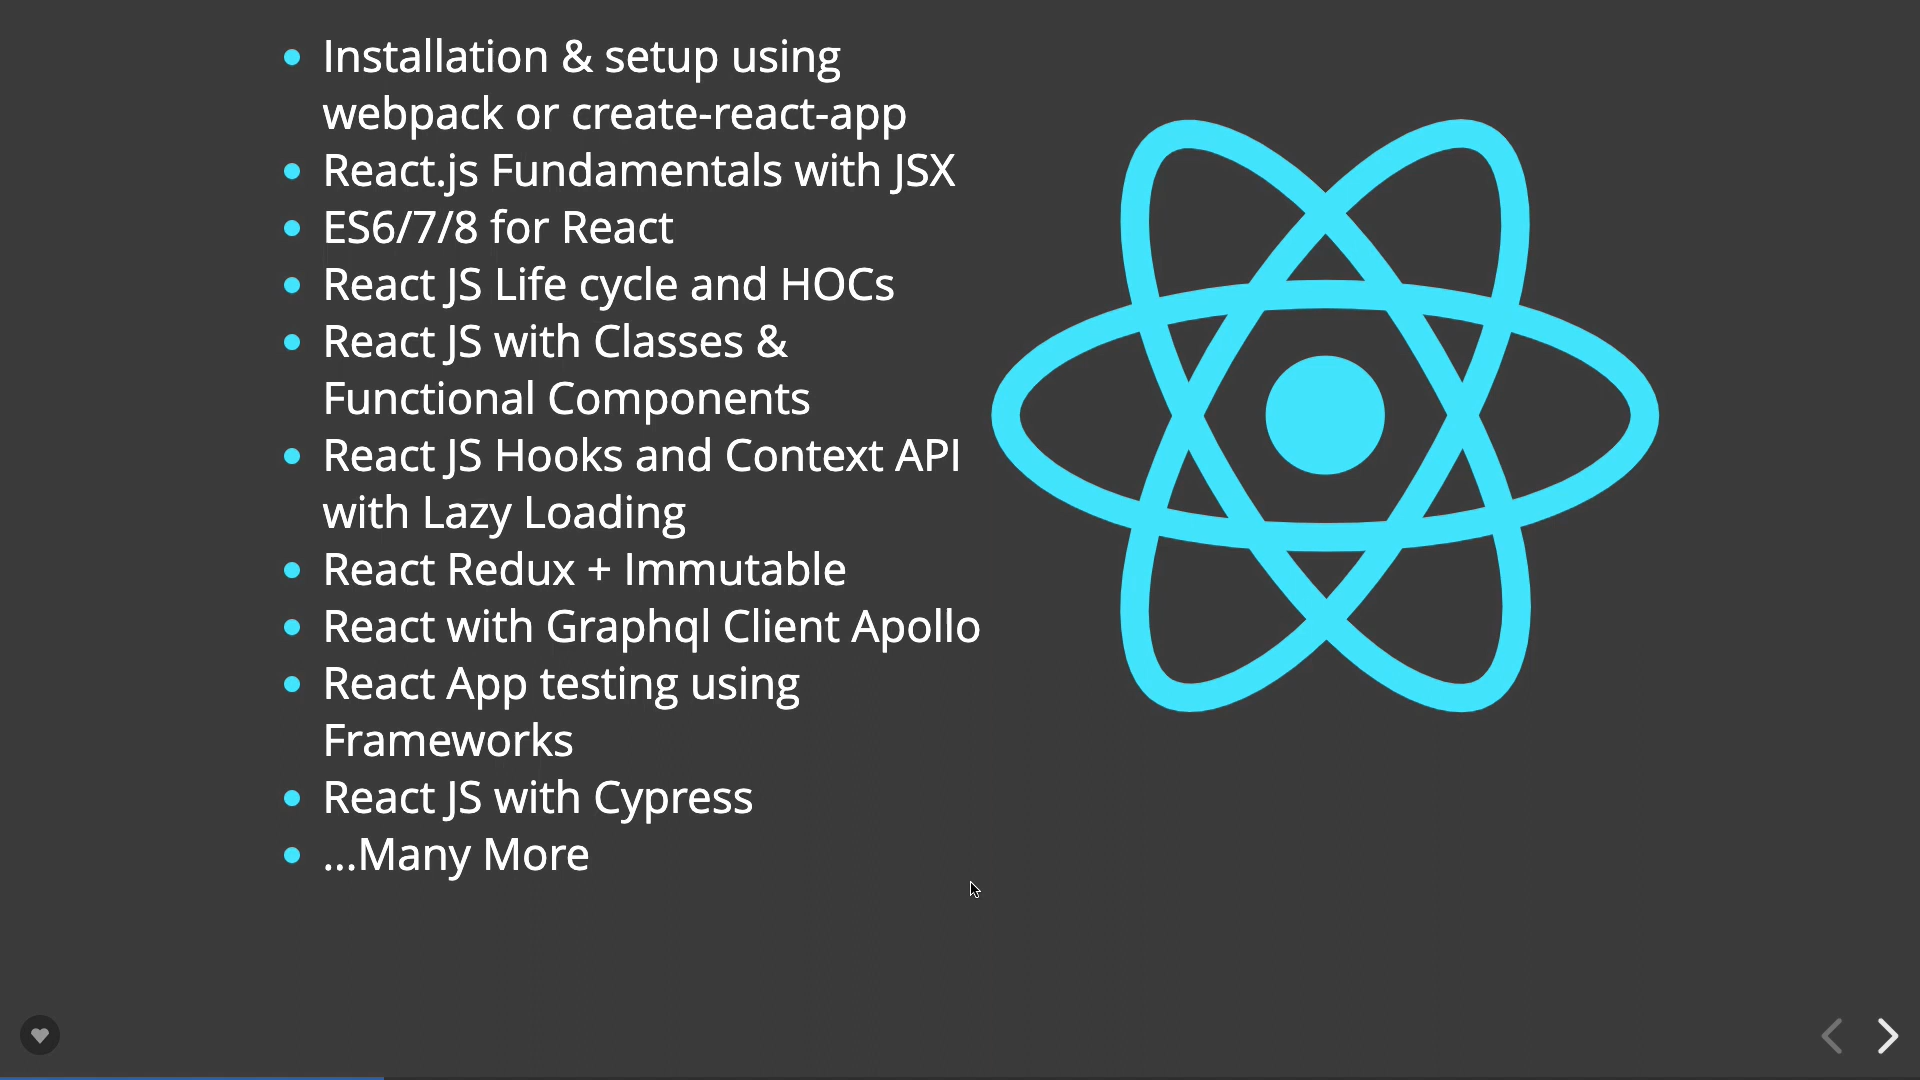 Installation & setup using
webpack or create-react-app
React.js Fundamentals with JSX
ES6/7/8 for React
React JS Life cycle and HOCs
React JS with Classes &
Functional Components
React JS Hooks and Context API
with Lazy Loading
React Redux + Immutable
React with Graphql Client Apollo
React App testing using
Frameworks
React JS with Cypress
...Many More